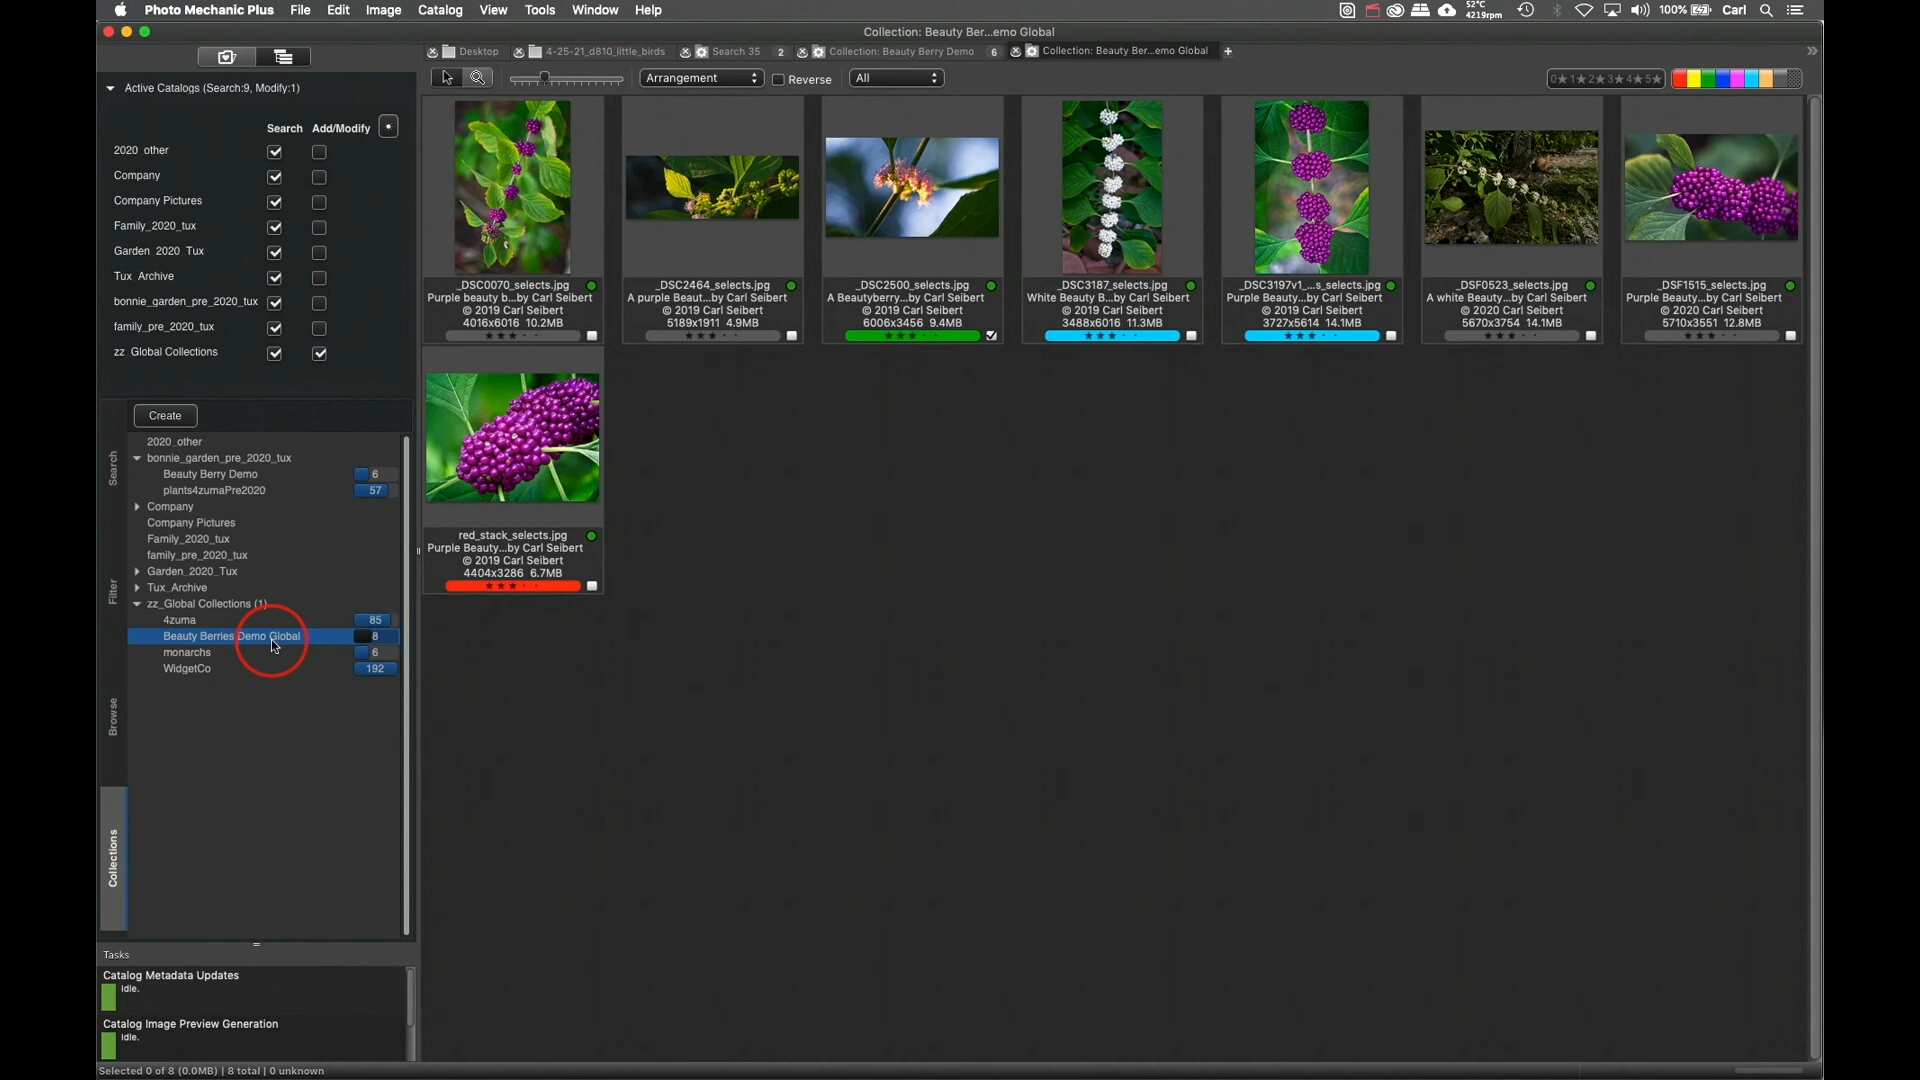 Photo Mechanic Plus File Edit Image Catalog View Tools Window Help
52°C
4219rpm
100% Carl
Collection: Beauty Ber...emo Global
Desktop 4-25-21_d810_little_birds Search 35 2 Collection: Beauty Berry Demo 6 Collection: Beauty Ber...emo Global +
Arrangement Reverse All
0★1★2★3★4★5★
Active Catalogs (Search:9, Modify:1)
Search Add/Modify
2020 other
Company
Company Pictures
Family_2020_tux
Garden 2020 Tux
Tux Archive
bonnie_garden_pre_2020_tux
family_pre_2020_tux
zz Global Collections
_DSC0070_selects.jpg
Purple beauty b...by Carl Seibert
© 2019 Carl Seibert
4016x6016 10.2MB
_DSC2464_selects.jpg
A purple Beaut...by Carl Seibert
© 2019 Carl Seibert
5189x1911 4.9MB
_DSC2500_selects.jpg
A Beautyberry...by Carl Seibert
© 2019 Carl Seibert
6006x3456 9.4MB
_DSC3187_selects.jpg
White Beauty B...by Carl Seibert
© 2019 Carl Seibert
3488x6016 11.3MB
_DSC3197v1_...s_selects.jpg
Purple Beauty...by Carl Seibert
© 2019 Carl Seibert
3727x5614 14.1MB
_DSF0523_selects.jpg
A white Beauty...by Carl Seibert
© 2020 Carl Seibert
5670x3754 14.1MB
_DSF1515_selects.jpg
Purple Beauty...by Carl Seibert
© 2020 Carl Seibert
5710x3551 12.8MB
red_stack_selects.jpg
Purple Beauty...by Carl Seibert
© 2019 Carl Seibert
4404x3286 6.7MB
Create
Search
Filter
Browse
Collections
2020_other
bonnie_garden_pre_2020_tux
Beauty Berry Demo 6
plants4zumaPre2020 57
Company
Company Pictures
Family_2020_tux
family_pre_2020_tux
Garden_2020_Tux
Tux_Archive
zz_Global Collections (1)
4zuma 85
Beauty Berries Demo Global 8
monarchs 6
WidgetCo 192
Tasks
Catalog Metadata Updates
Idle.
Catalog Image Preview Generation
Idle.
Selected 0 of 8 (0.0MB) | 8 total | 0 unknown